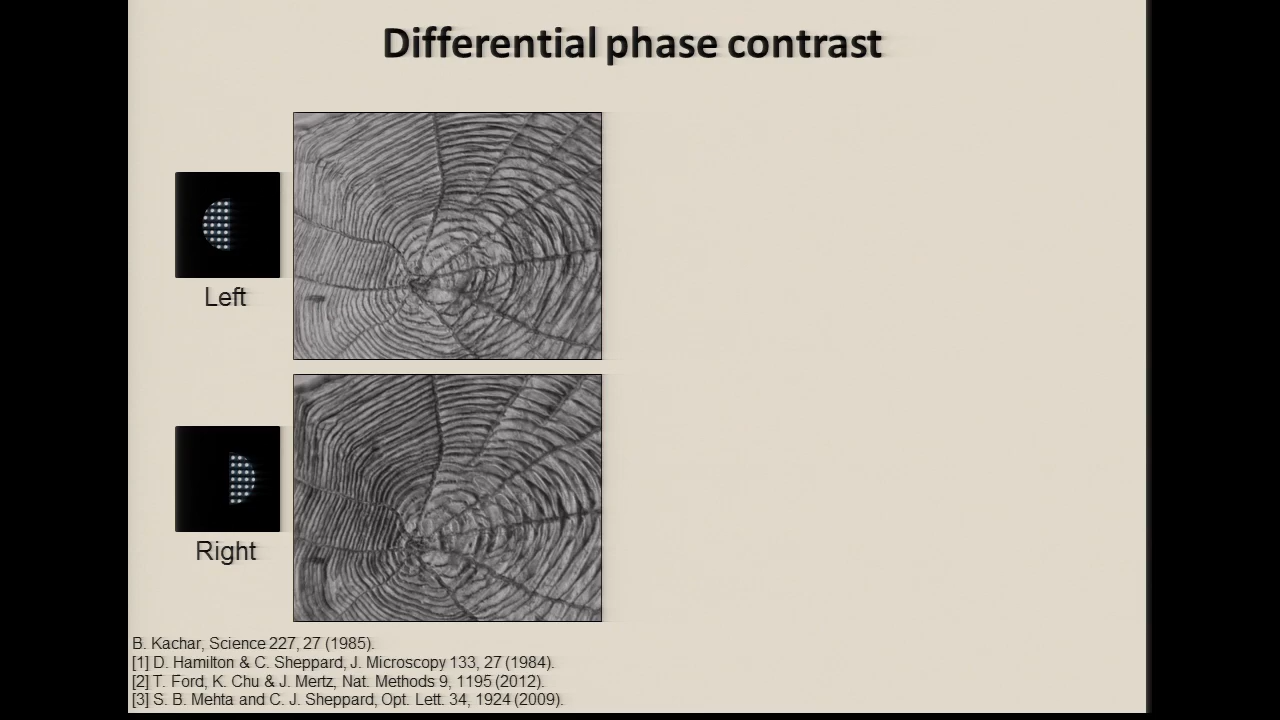 Differential phase contrast
Left
Right
B. Kachar, Science 227, 27 (1985).
[1] D. Hamilton & C. Sheppard, J. Microscopy 133, 27 (1984).
[2] T. Ford, K. Chu & J. Mertz, Nat. Methods 9, 1195 (2012).
[3] S. B. Mehta and C. J. Sheppard, Opt. Lett. 34, 1924 (2009).